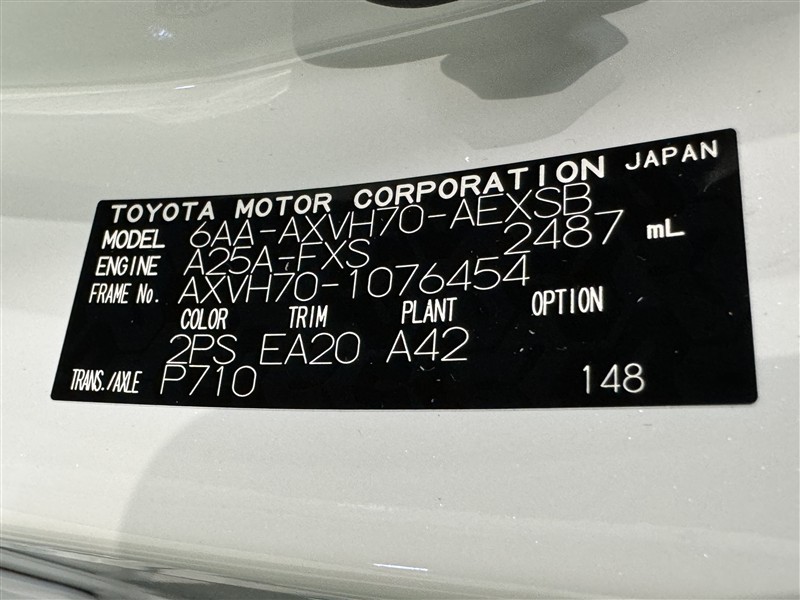 TOYOTA MOTOR CORPORATION JAPAN
MODEL 6AA-AXVH70-AEXSB
ENGINE A25A-FXS 2487 mL
FRAME No. AXVH70-1076454
COLOR TRIM PLANT OPTION
2PS EA20 A42
TRANS./AXLE P710 148